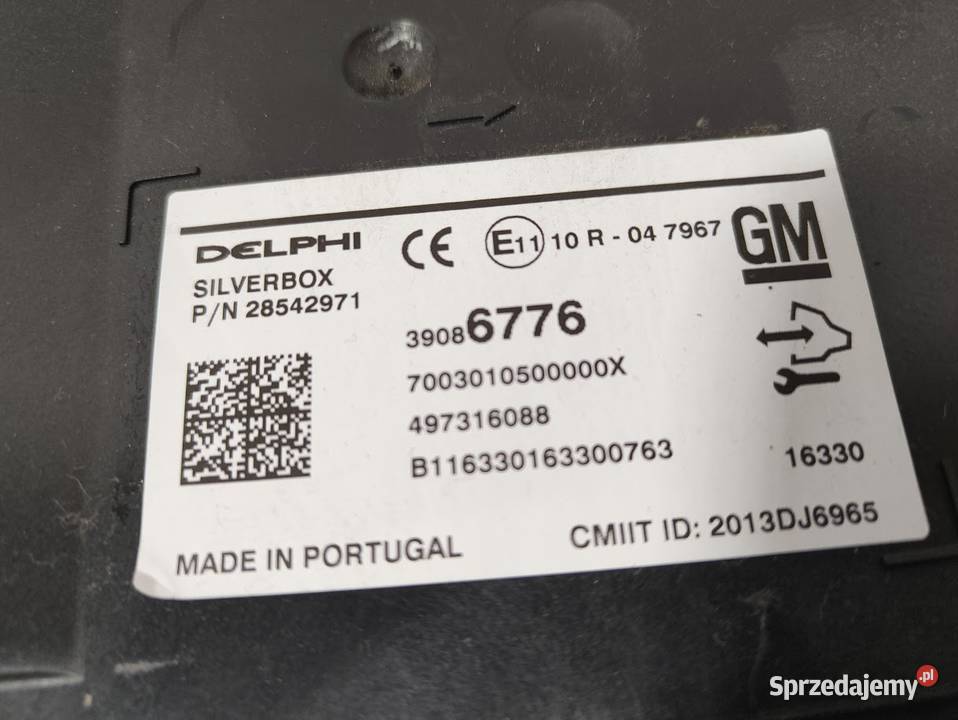 DELPHI CE E11 10 R - 04 7967 GM
SILVERBOX
P/N 28542971
39086776
7003010500000X
497316088
B116330163300763 16330
MADE IN PORTUGAL CMIIT ID: 2013DJ6965
Sprzedajemy.pl